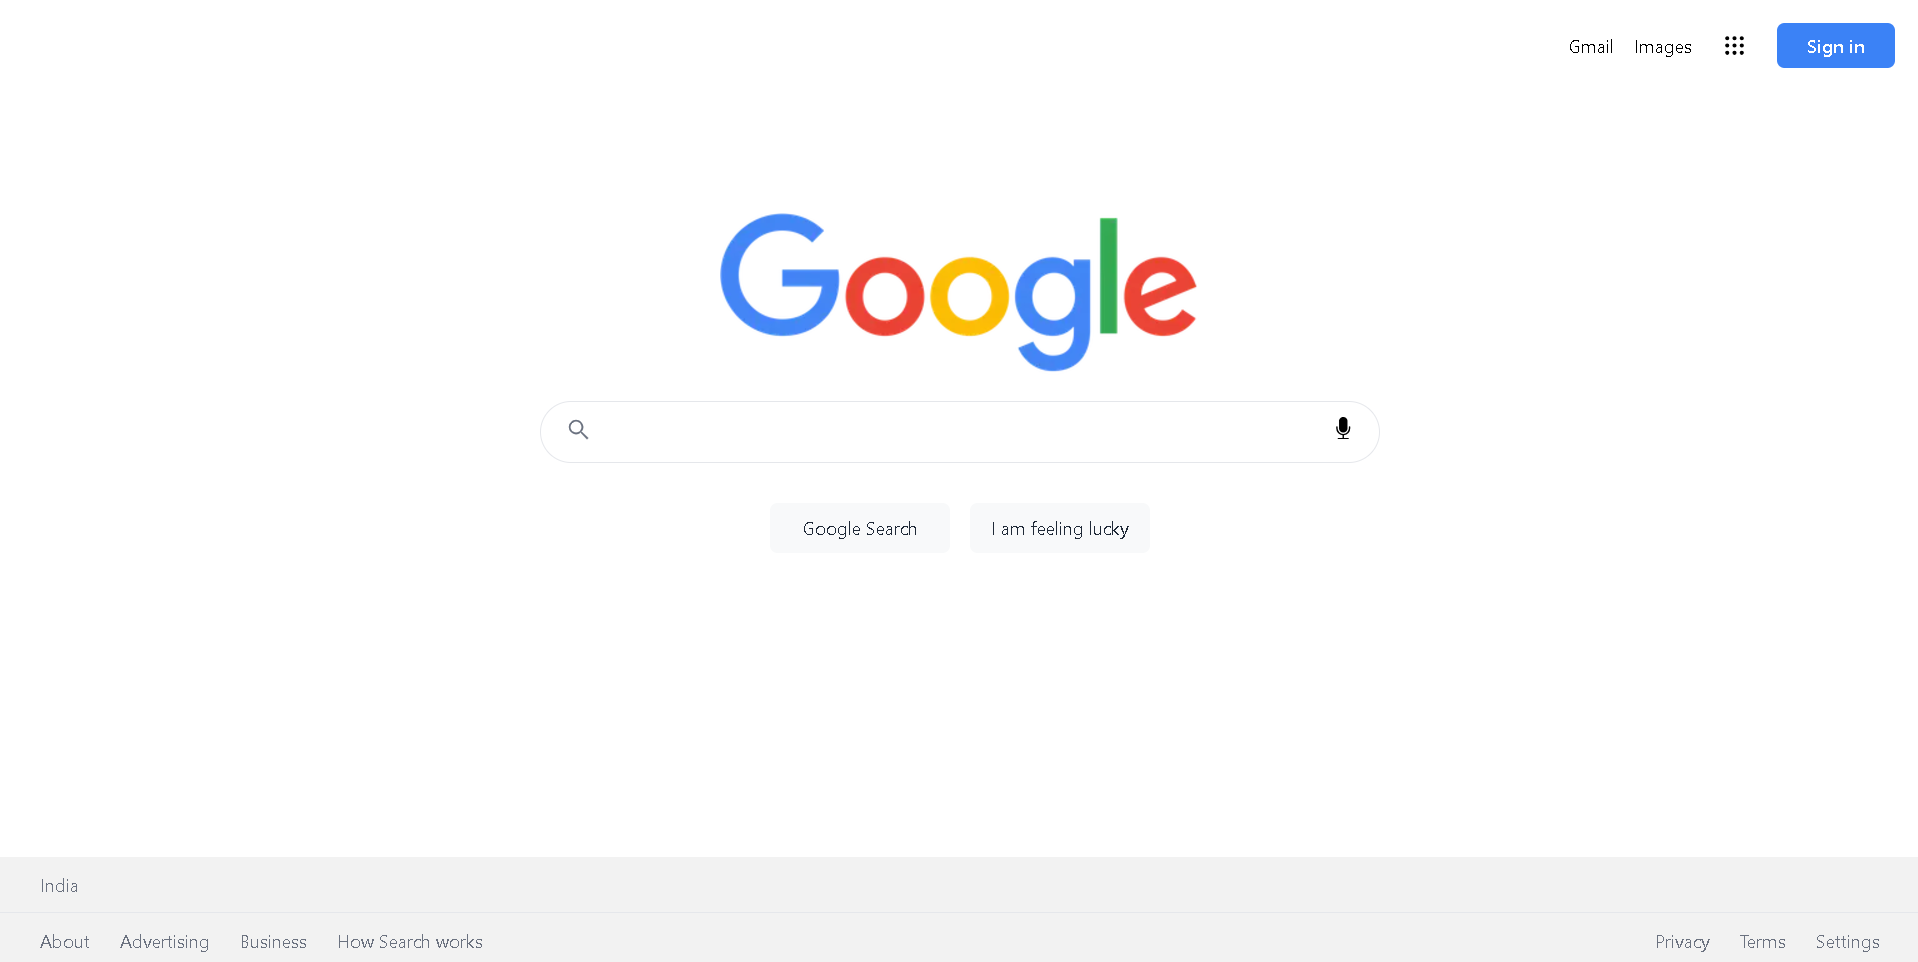 Gmail Images Sign in
Google
Google Search I am feeling lucky
India
About Advertising Business How Search works Privacy Terms Settings